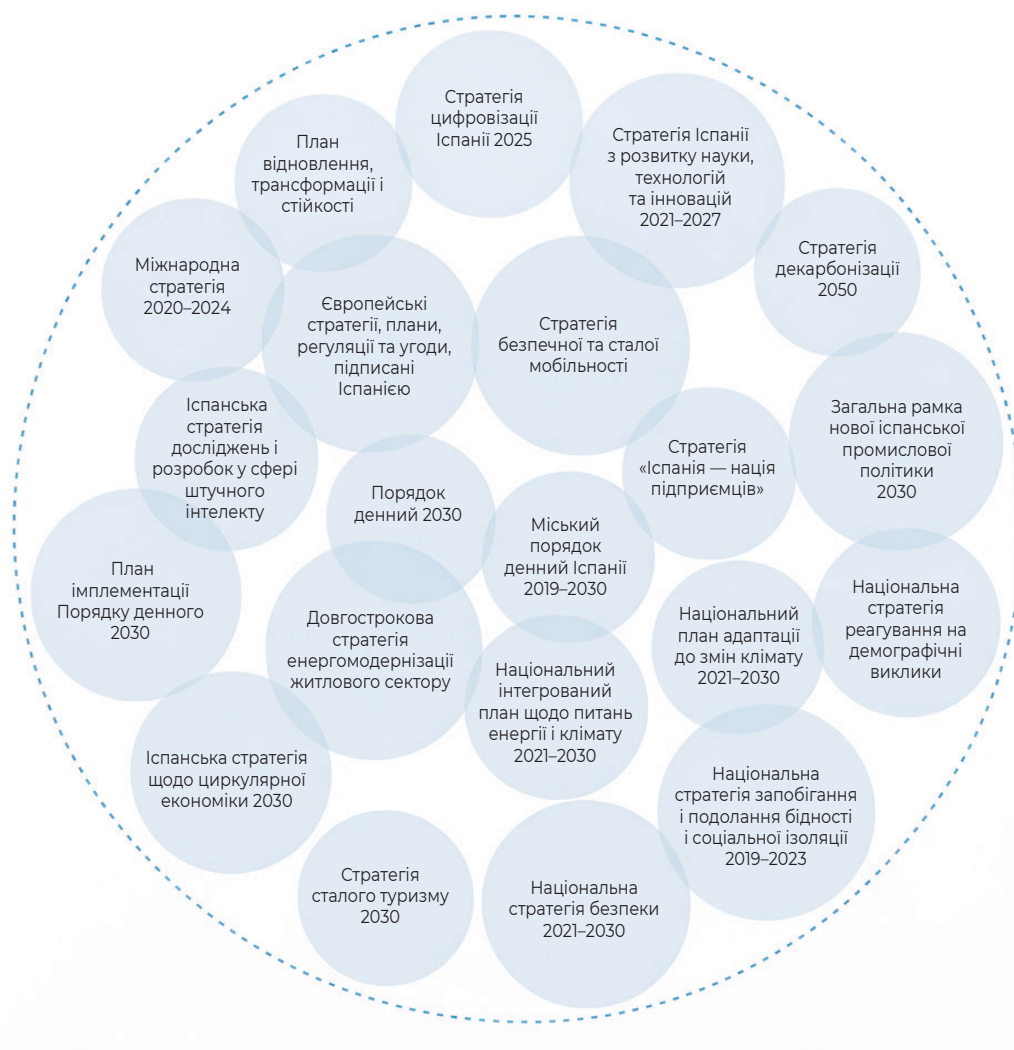 Стратегія
цифровізації
Іспанії 2025
План
відновлення,
трансформації і
стійкості
Стратегія Іспанії
з розвитку науки,
технологій
та інновацій
2021–2027
Стратегія
декарбонізації
2050
Міжнародна
стратегія
2020–2024
Європейські
стратегії, плани,
регуляції та угоди,
підписані
Іспанією
Стратегія
безпечної та сталої
мобільності
Іспанська
стратегія
досліджень і
розробок у сфері
штучного
інтелекту
Загальна рамка
нової іспанської
промислової
політики
2030
Стратегія
«Іспанія — нація
підприємців»
Порядок
денний 2030
Міський
порядок
денний Іспанії
2019–2030
План
імплементації
Порядку денного
2030
Довгострокова
стратегія
енергомодернізації
житлового сектору
Національний
план адаптації
до змін клімату
2021–2030
Національна
стратегія
реагування на
демографічні
виклики
Національний
інтегрований
план щодо питань
енергії і клімату
2021–2030
Іспанська стратегія
щодо циркулярної
економіки 2030
Національна
стратегія запобігання
і подолання бідності
і соціальної ізоляції
2019–2023
Стратегія
сталого туризму
2030
Національна
стратегія безпеки
2021–2030